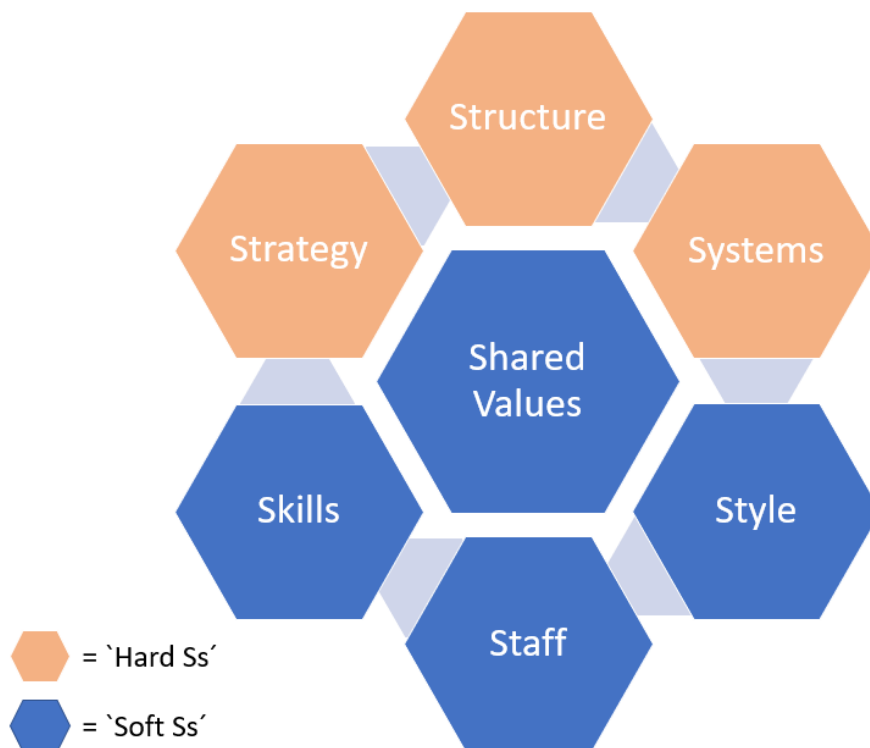 Structure
Strategy
Systems
Shared
Values
Skills
Style
Staff
= `Hard Ss´
= `Soft Ss´